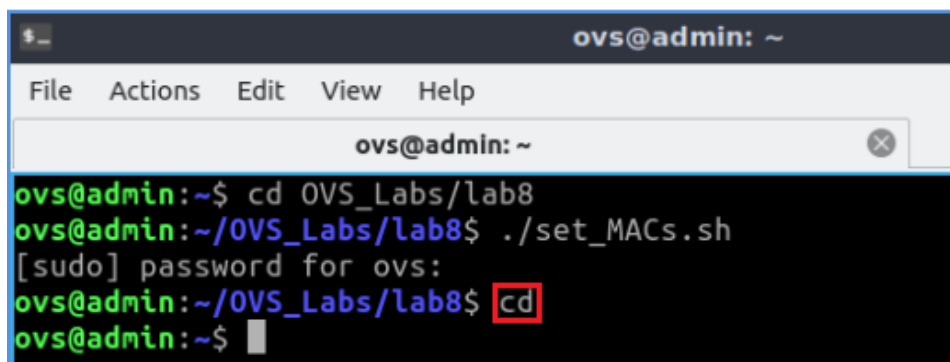 $_
ovs@admin: ~
File Actions Edit View Help
ovs@admin: ~
ovs@admin:~$ cd OVS_Labs/lab8
ovs@admin:~/OVS_Labs/lab8$ ./set_MACs.sh
[sudo] password for ovs:
ovs@admin:~/OVS_Labs/lab8$ cd
ovs@admin:~$